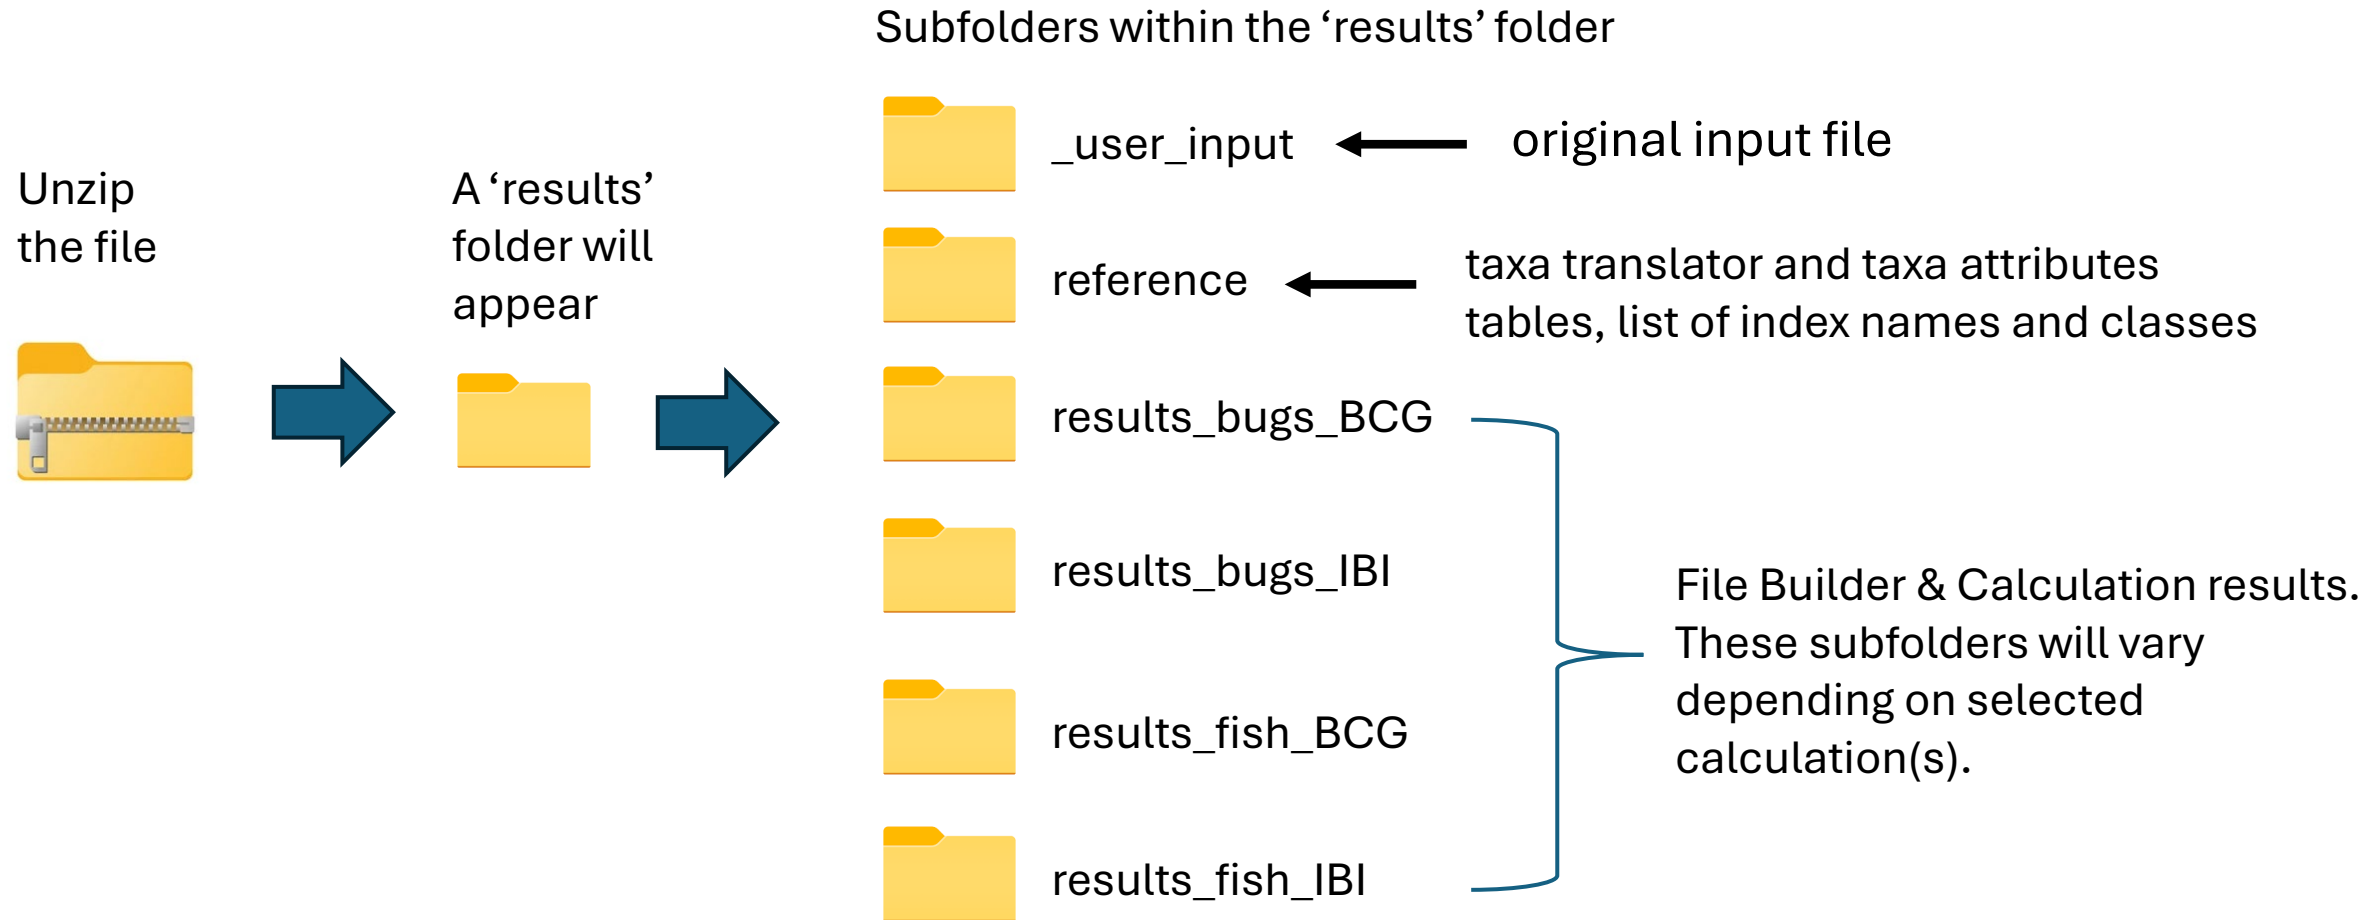 Subfolders within the ‘results’ folder
Unzip
the file
A ‘results’
folder will
appear
_user_input
original input file
reference
taxa translator and taxa attributes
tables, list of index names and classes
results_bugs_BCG
results_bugs_IBI
results_fish_BCG
results_fish_IBI
File Builder & Calculation results.
These subfolders will vary
depending on selected
calculation(s).